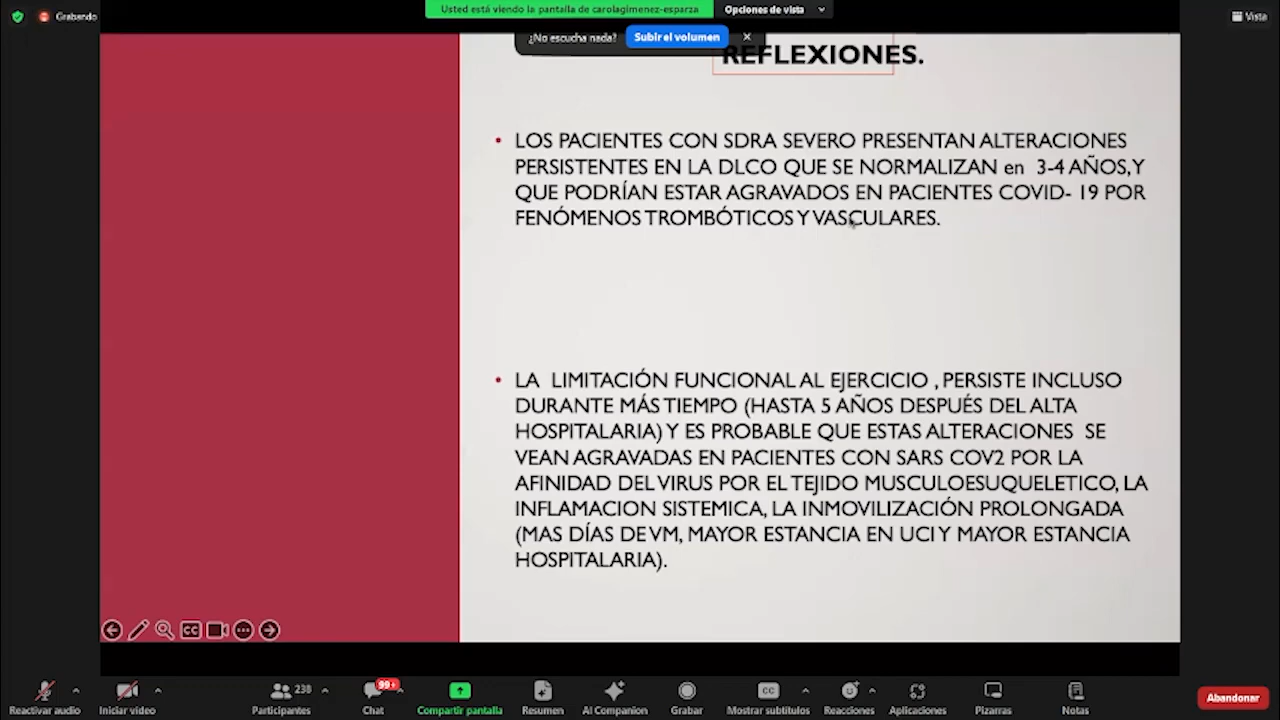 Grabando
Usted está viendo la pantalla de carolagimenez-esparza
Opciones de vista
Vista
¿No escucha nada?
Subir el volumen
REFLEXIONES.
• LOS PACIENTES CON SDRA SEVERO PRESENTAN ALTERACIONES
PERSISTENTES EN LA DLCO QUE SE NORMALIZAN en 3-4 AÑOS, Y
QUE PODRÍAN ESTAR AGRAVADOS EN PACIENTES COVID- 19 POR
FENÓMENOS TROMBÓTICOS Y VASCULARES.
• LA LIMITACIÓN FUNCIONAL AL EJERCICIO , PERSISTE INCLUSO
DURANTE MÁS TIEMPO (HASTA 5 AÑOS DESPUÉS DEL ALTA
HOSPITALARIA) Y ES PROBABLE QUE ESTAS ALTERACIONES SE
VEAN AGRAVADAS EN PACIENTES CON SARS COV2 POR LA
AFINIDAD DEL VIRUS POR EL TEJIDO MUSCULOESUQUELETICO, LA
INFLAMACION SISTEMICA, LA INMOVILIZACIÓN PROLONGADA
(MAS DÍAS DE VM, MAYOR ESTANCIA EN UCI Y MAYOR ESTANCIA
HOSPITALARIA).
CC
Reactivar audio
Iniciar video
238
Participantes
99+
Chat
Compartir pantalla
Resumen
AI Companion
Grabar
CC
Mostrar subtítulos
Reacciones
Aplicaciones
Pizarras
Notas
Abandonar